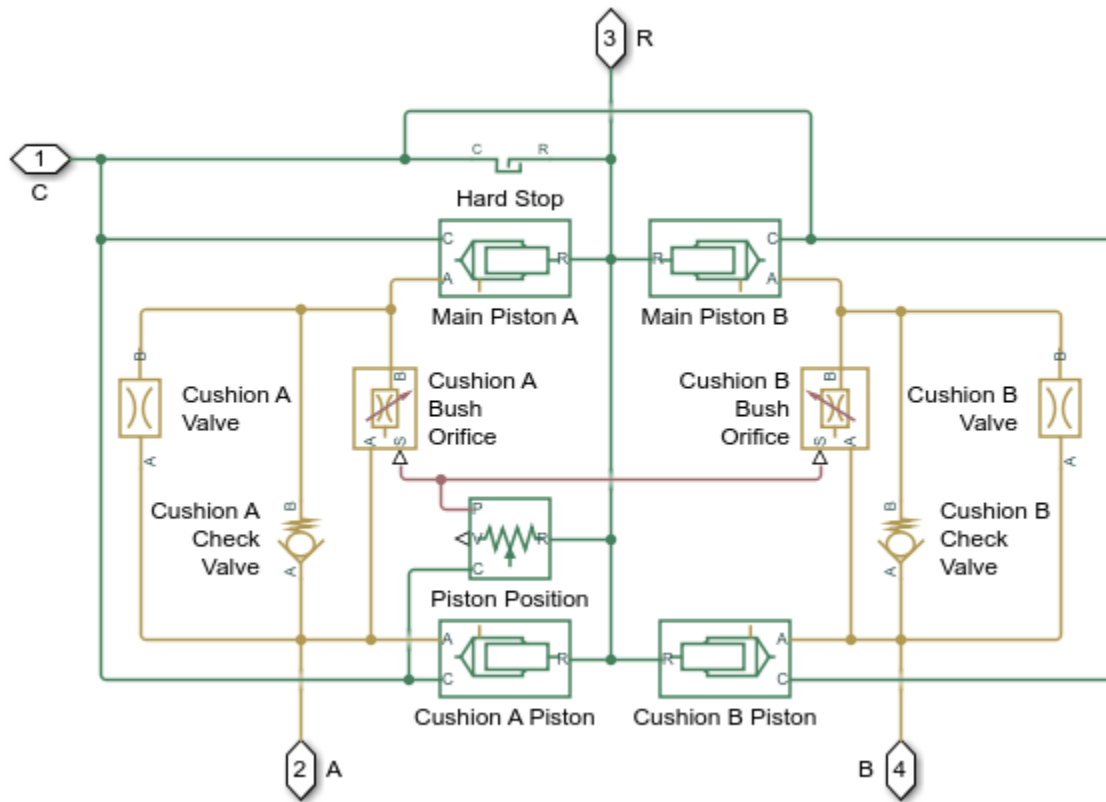 3 R
1
C
C R
Hard Stop
C R
A
R C
A
Main Piston A
Main Piston B
B
B
B
B
Cushion A
Valve
Cushion A
Bush
Orifice
Cushion B
Bush
Orifice
Cushion B
Valve
A
A S
S A
A
B
B
Cushion A
Check
Valve
Cushion B
Check
Valve
A
A
P
V R
C
Piston Position
A
R
C
R A
C
Cushion A Piston
Cushion B Piston
2 A
B 4